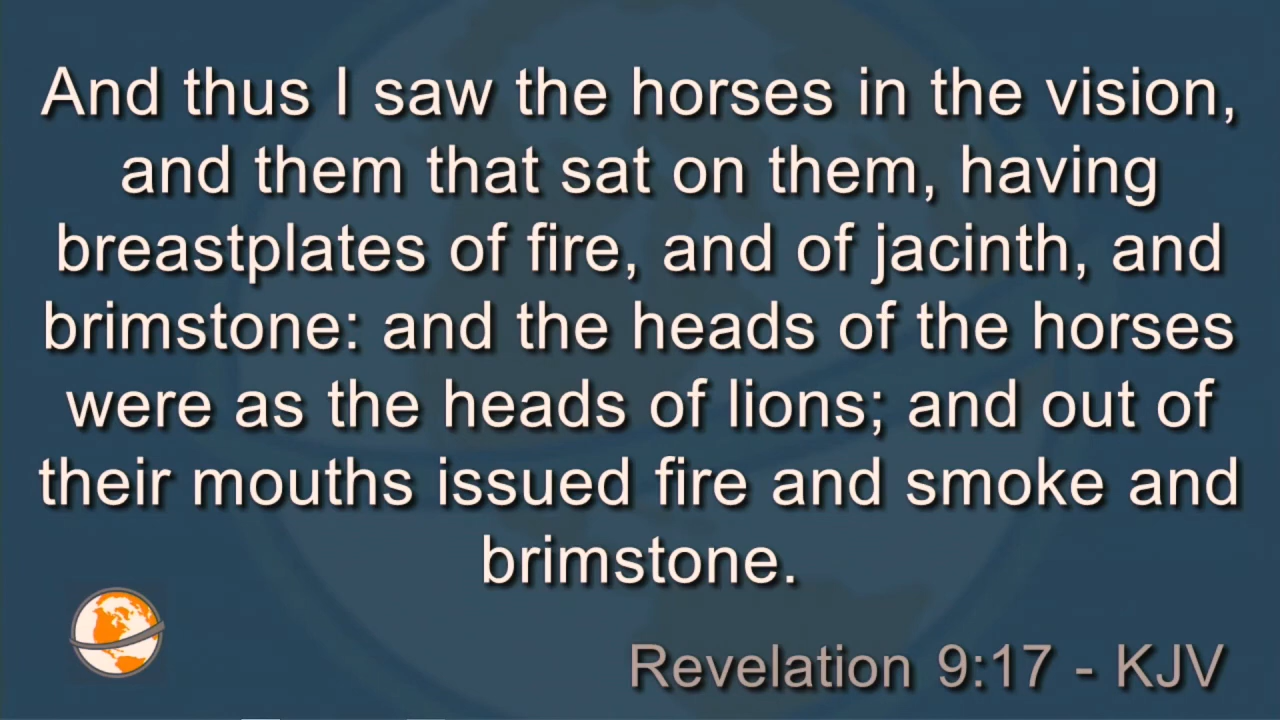 And thus I saw the horses in the vision,
and them that sat on them, having
breastplates of fire, and of jacinth, and
brimstone: and the heads of the horses
were as the heads of lions; and out of
their mouths issued fire and smoke and
brimstone.
Revelation 9:17 - KJV